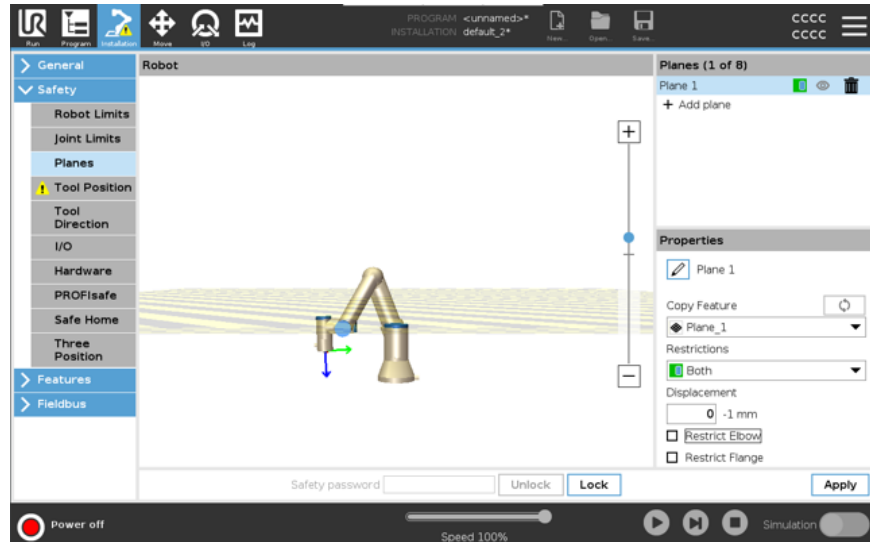 UR
Run
Program
Installation
Move
I/O
Log
PROGRAM <unnamed>*
INSTALLATION default_2*
New...
Open...
Save...
CCCC
CCCC
General
Safety
Robot Limits
Joint Limits
Planes
Tool Position
Tool
Direction
I/O
Hardware
PROFIsafe
Safe Home
Three
Position
Features
Fieldbus
Robot
Planes (1 of 8)
Plane 1
+ Add plane
Properties
Plane 1
Copy Feature
Plane_1
Restrictions
Both
Displacement
0 -1 mm
Restrict Elbow
Restrict Flange
Safety password
Unlock
Lock
Apply
Power off
Speed 100%
Simulation